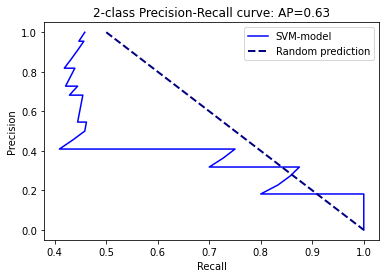 2-class Precision-Recall curve: AP=0.63
SVM-model
Random prediction
1.0
0.8
0.6
0.4
0.2
0.0
Precision
0.4 0.5 0.6 0.7 0.8 0.9 1.0
Recall